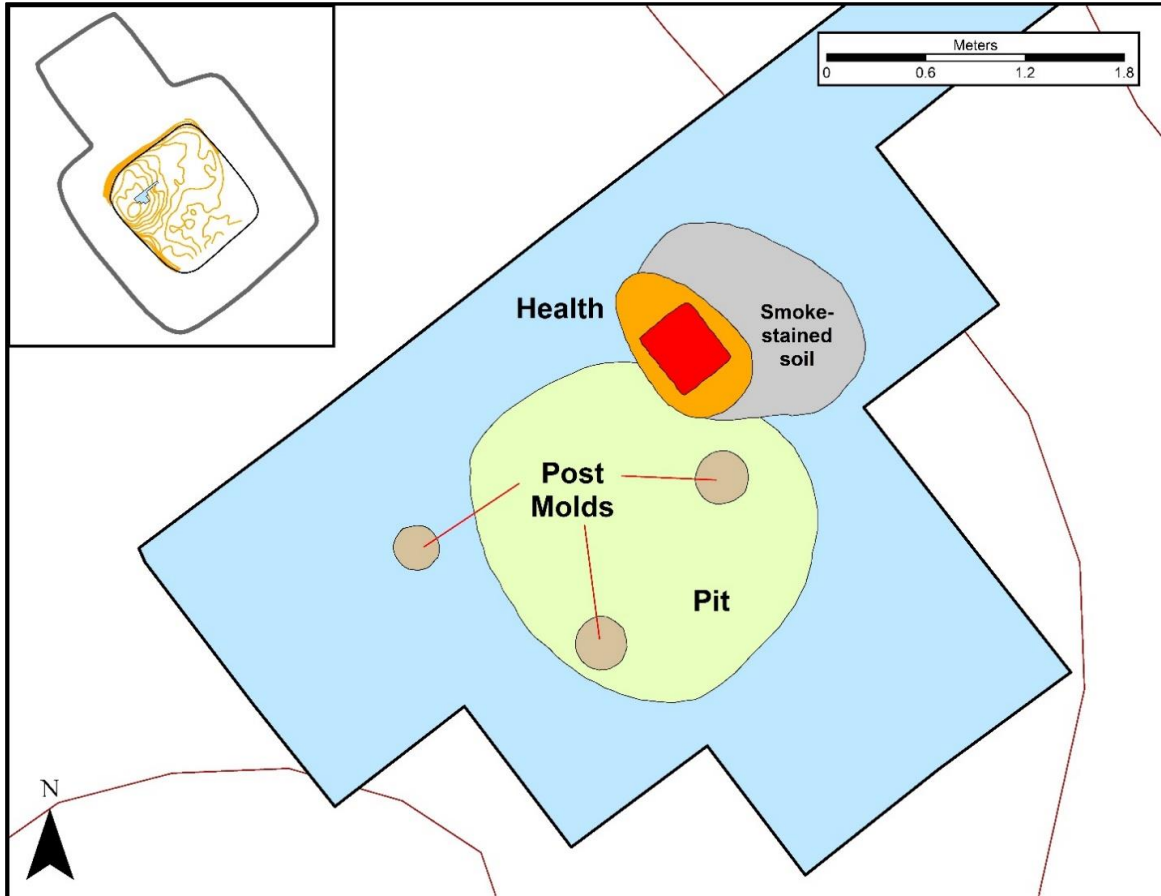 Meters
0 0.6 1.2 1.8
Health
Smoke-
stained
soil
Post
Molds
Pit
N